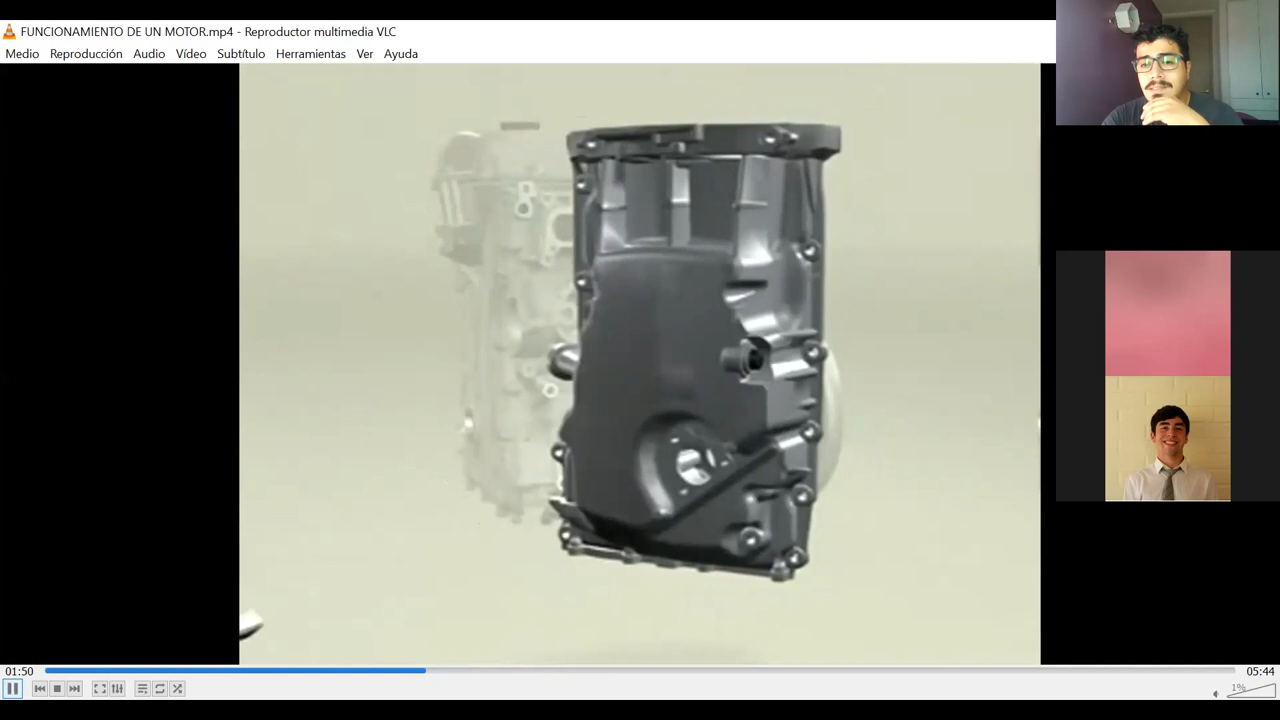 FUNCIONAMIENTO DE UN MOTOR.mp4 - Reproductor multimedia VLC
Medio Reproducción Audio Vídeo Subtítulo Herramientas Ver Ayuda
01:50 05:44
1%